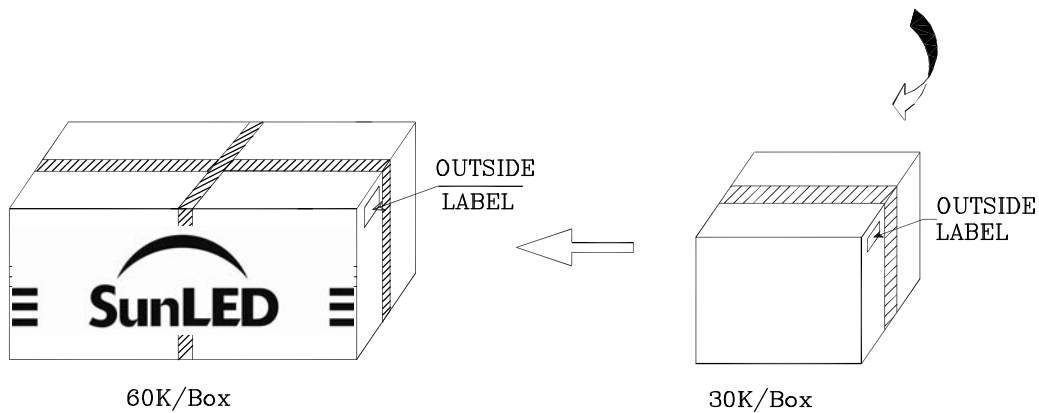 OUTSIDE
LABEL
SunLED
60K/Box
OUTSIDE
LABEL
30K/Box